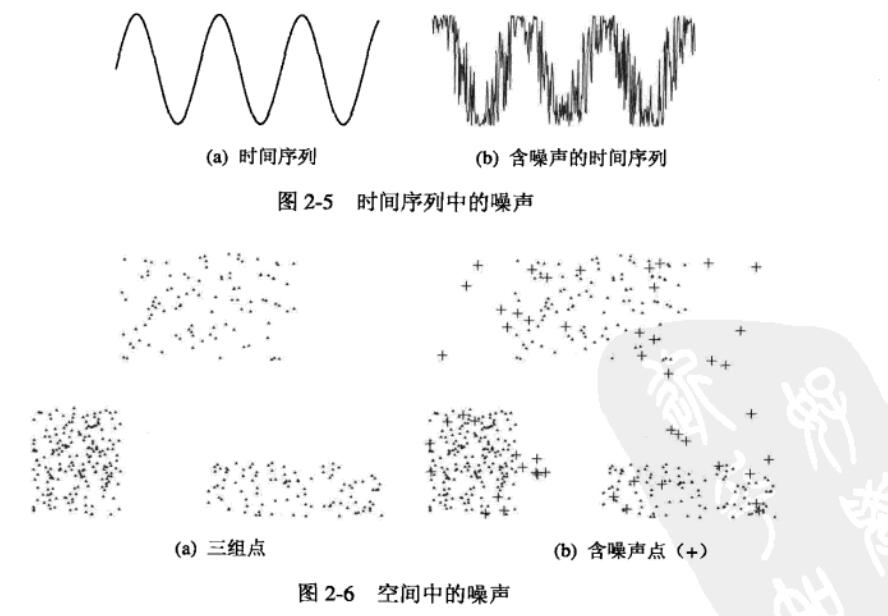 (a) 时间序列
(b) 含噪声的时间序列
图 2-5 时间序列中的噪声
(a) 三组点
(b) 含噪声点（+）
图 2-6 空间中的噪声